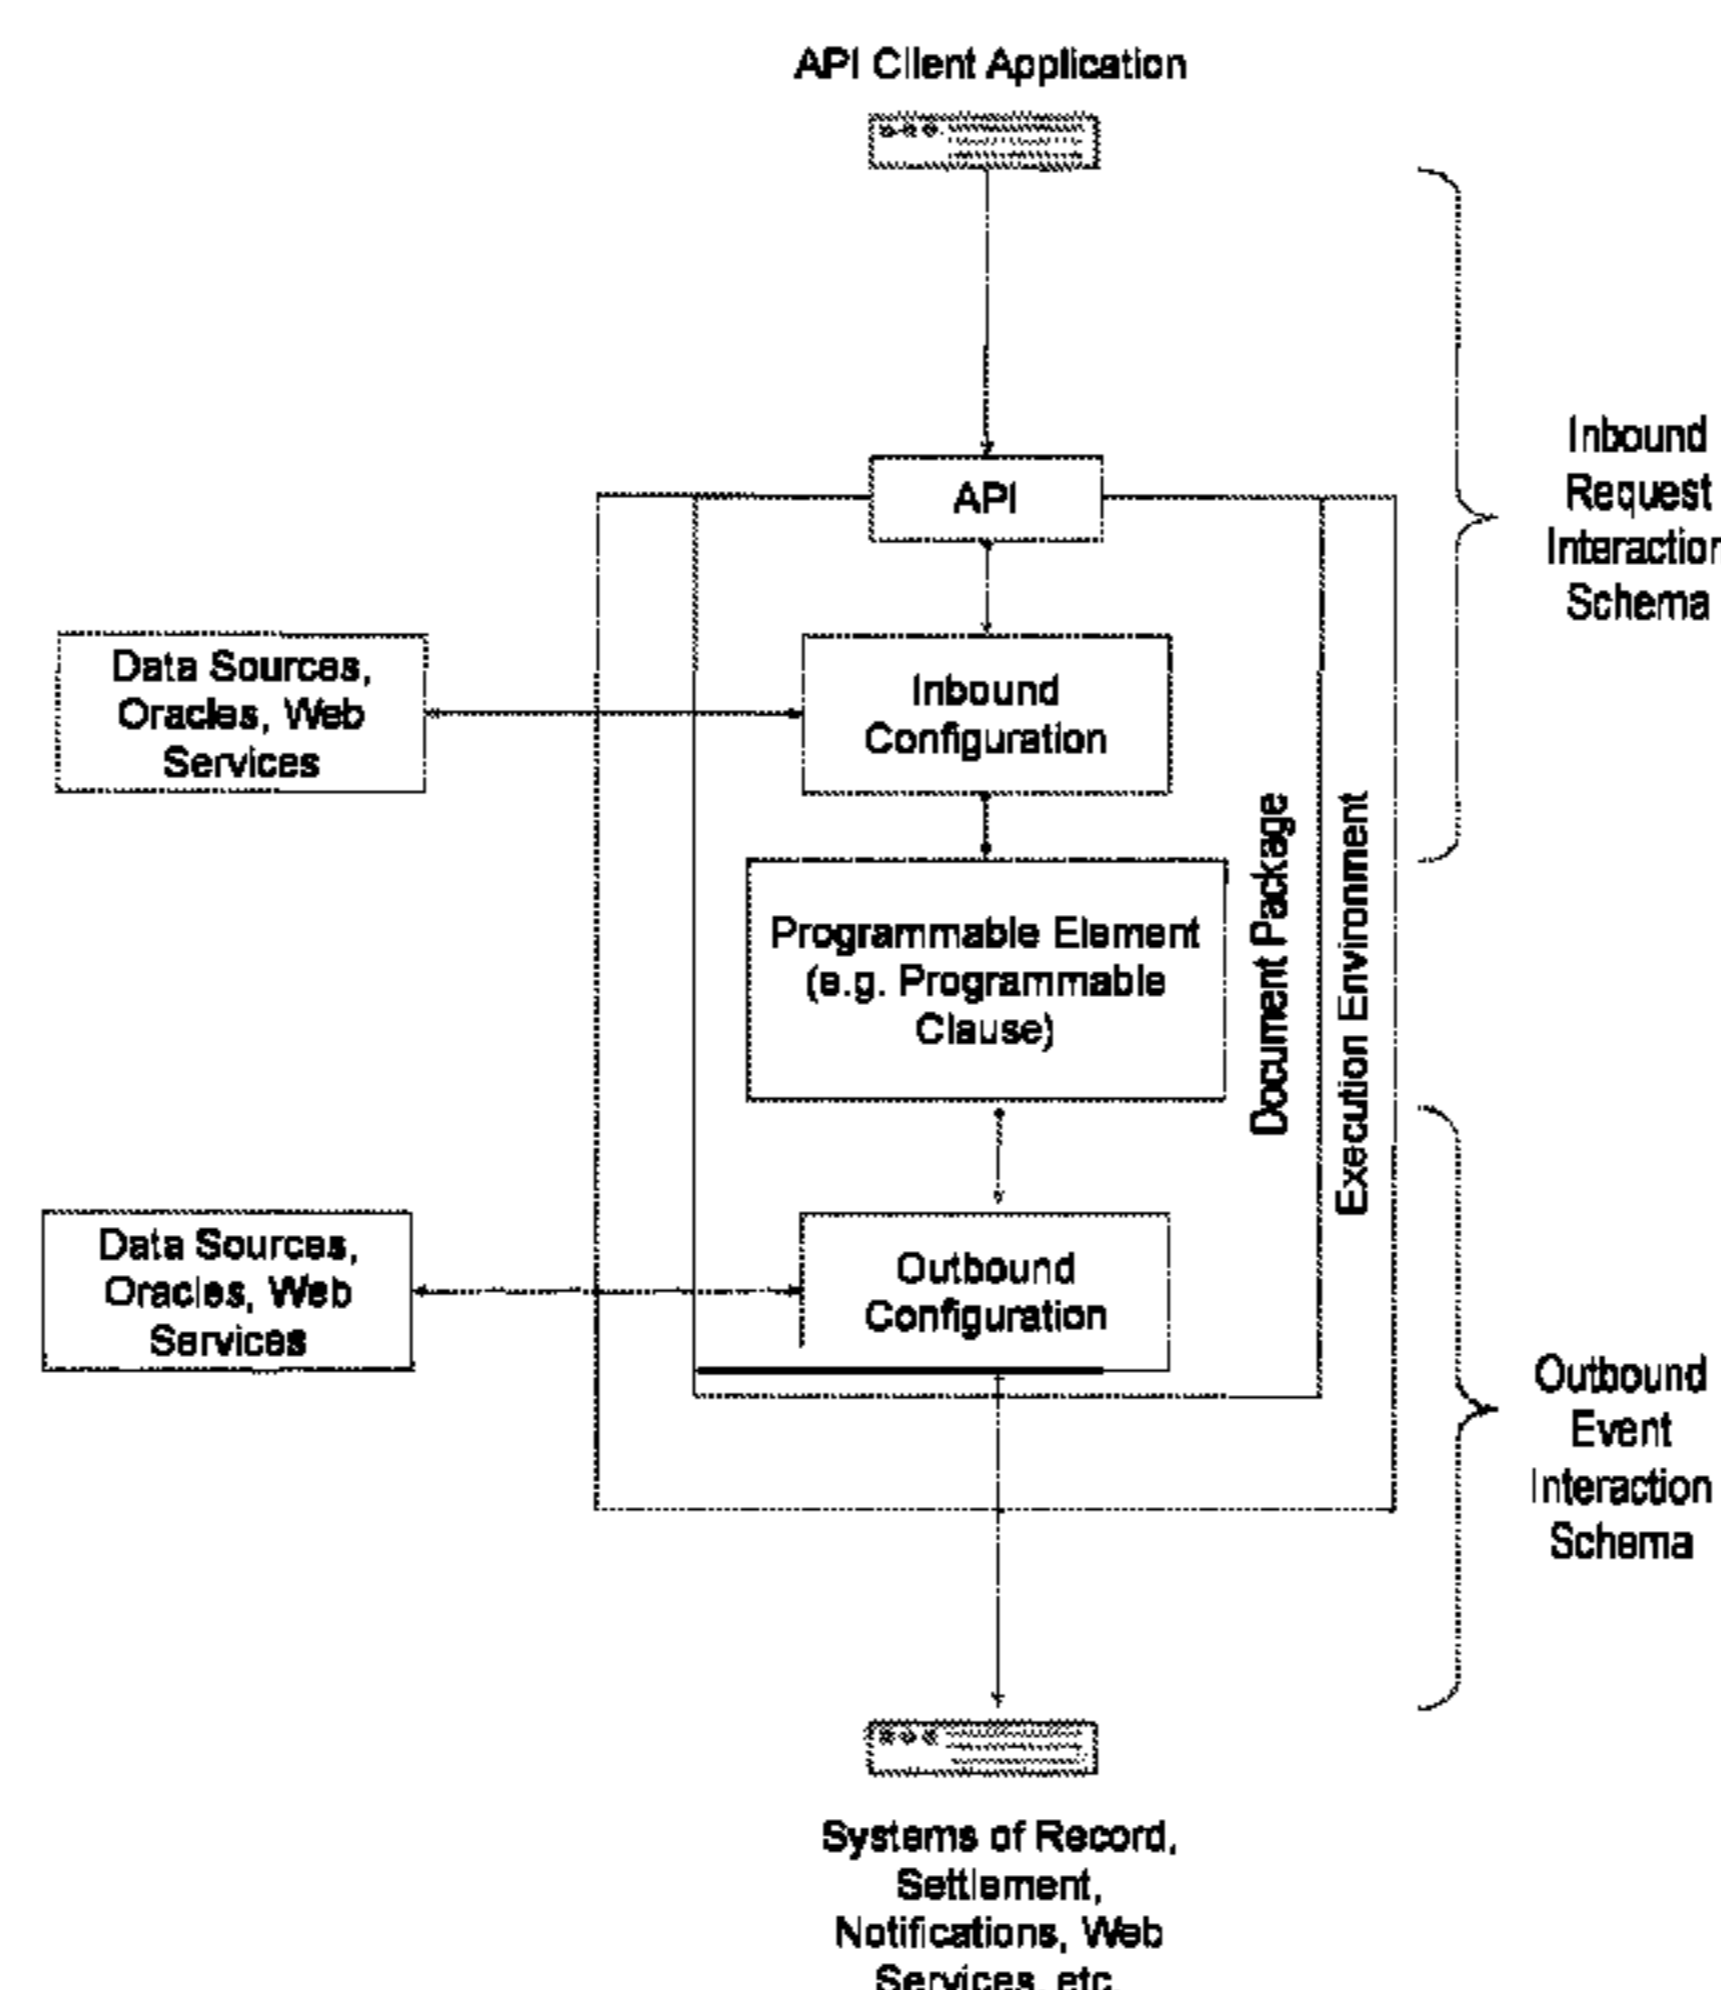 API Client Application
API
Inbound
Request
Interaction
Schema
Data Sources,
Oracles, Web
Services
Inbound
Configuration
Programmable Element
(e.g. Programmable
Clause)
Document Package
Execution Environment
Data Sources,
Oracles, Web
Services
Outbound
Configuration
Outbound
Event
Interaction
Schema
Systems of Record,
Settlement,
Notifications, Web
Services, etc